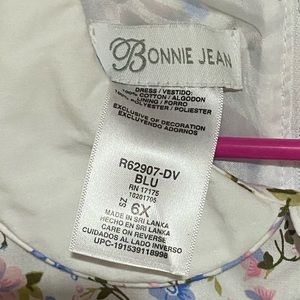 BONNIE JEAN
DRESS / VESTIDO:
100% COTTON / ALGODON
LINING / FORRO
100% POLYESTER / POLIESTER
EXCLUSIVE OF DECORATION
EXCLUYENDO ADORNOS
R62907-DV
BLU
RN 17175
10201705
SZ 6X
MADE IN SRI LANKA
HECHO EN SRI LANKA
CARE ON REVERSE
CUIDADOS AL LADO INVERSO
UPC-191539118998